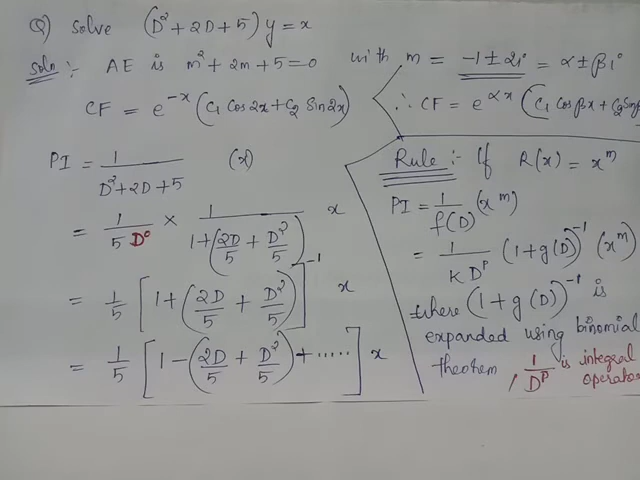 Q) solve (D² + 2D + 5) y = x
Soln :- AE is m² + 2m + 5 = 0 with m = -1 ± 2i = α ± βi
CF = e^{-x} (C₁ Cos 2x + C₂ Sin 2x)
∴ CF = e^{αx} (C₁ Cos βx + C₂ Sin
PI = 1/(D² + 2D + 5) (x)
= 1/(5 D⁰) × 1/(1 + (2D/5 + D²/5)) x
= 1/5 [1 + (2D/5 + D²/5)]^{-1} x
= 1/5 [1 - (2D/5 + D²/5) + .....] x
Rule :- If R(x) = x^m
PI = 1/f(D) (x^m)
= 1/(K D^p) (1 + g(D))^{-1} (x^m)
where (1 + g(D))^{-1} is
expanded using binomial
theorem, 1/D^p is integral